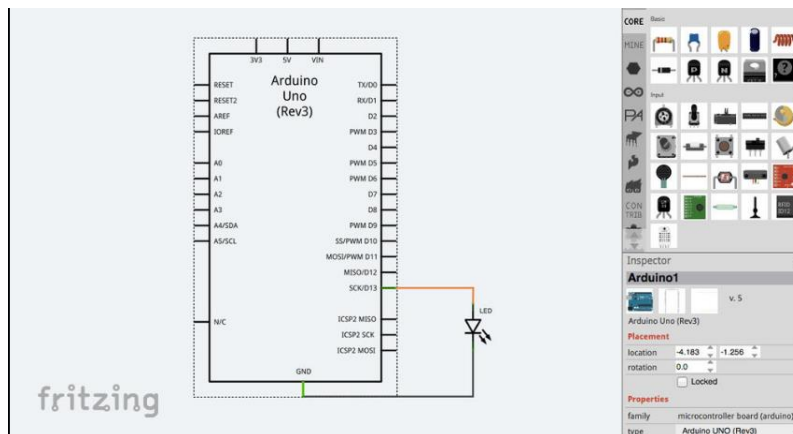 3V3 5V VIN
Arduino
Uno
(Rev3)
RESET
RESET2
AREF
IOREF
A0
A1
A2
A3
A4/SDA
A5/SCL
N/C
TX/D0
RX/D1
D2
PWM D3
D4
PWM D5
PWM D6
D7
D8
PWM D9
SS/PWM D10
MOSI/PWM D11
MISO/D12
SCK/D13
ICSP2 MISO
ICSP2 SCK
ICSP2 MOSI
GND
LED
fritzing
CORE
MINE
PA
CON
TRIB
Basic
P N
Input
Inspector
Arduino1
v. 5
Arduino Uno (Rev3)
Placement
location -4.183 -1.256
rotation 0.0
Locked
Properties
family microcontroller board (arduino)
type Arduino UNO (Rev3)